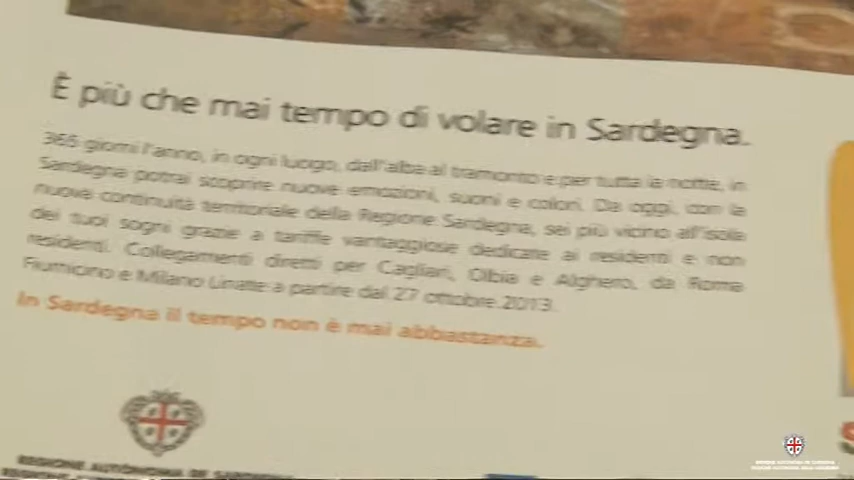 È più che mai tempo di volare in Sardegna.
365 giorni l'anno, in ogni luogo, dall'alba al tramonto e per tutta la notte, in
Sardegna potrai scoprire nuove emozioni, suoni e colori. Da oggi, con la
nuova continuità territoriale della Regione Sardegna, sei più vicino all'isola
dei tuoi sogni grazie a tariffe vantaggiose dedicate ai residenti e non
residenti. Collegamenti diretti per Cagliari, Olbia e Alghero, da Roma
Fiumicino e Milano Linate a partire dal 27 ottobre 2013.
In Sardegna il tempo non è mai abbastanza.
REGIONE AUTÒNOMA DE SARDIGNA